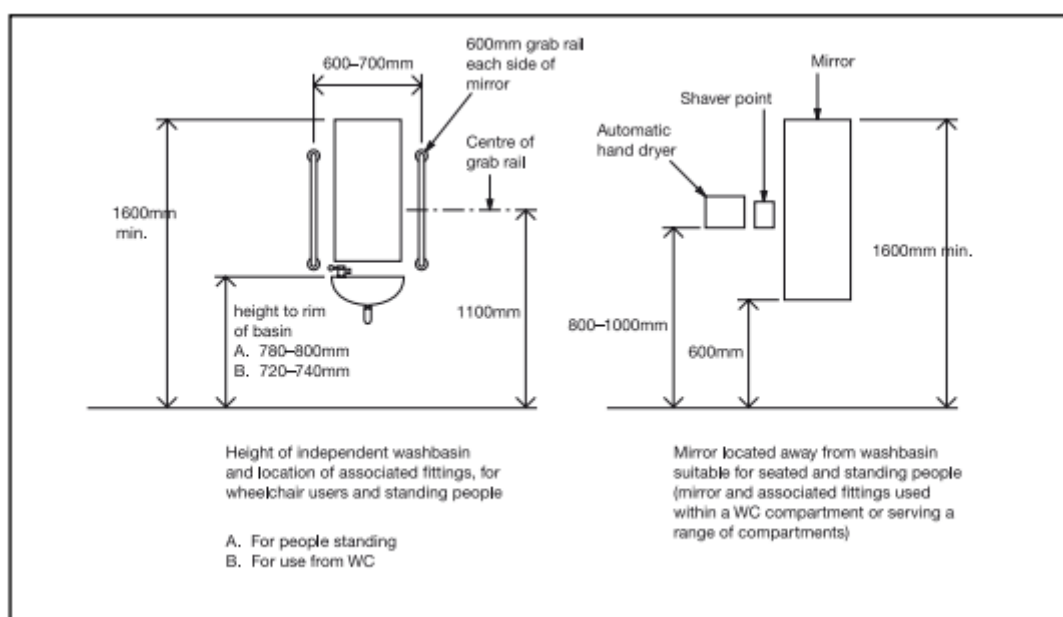 600–700mm
600mm grab rail
each side of
mirror
Centre of
grab rail
1600mm
min.
height to rim
of basin
A. 780–800mm
B. 720–740mm
1100mm
Height of independent washbasin
and location of associated fittings, for
wheelchair users and standing people
A. For people standing
B. For use from WC
Mirror
Shaver point
Automatic
hand dryer
1600mm min.
800–1000mm
600mm
Mirror located away from washbasin
suitable for seated and standing people
(mirror and associated fittings used
within a WC compartment or serving a
range of compartments)